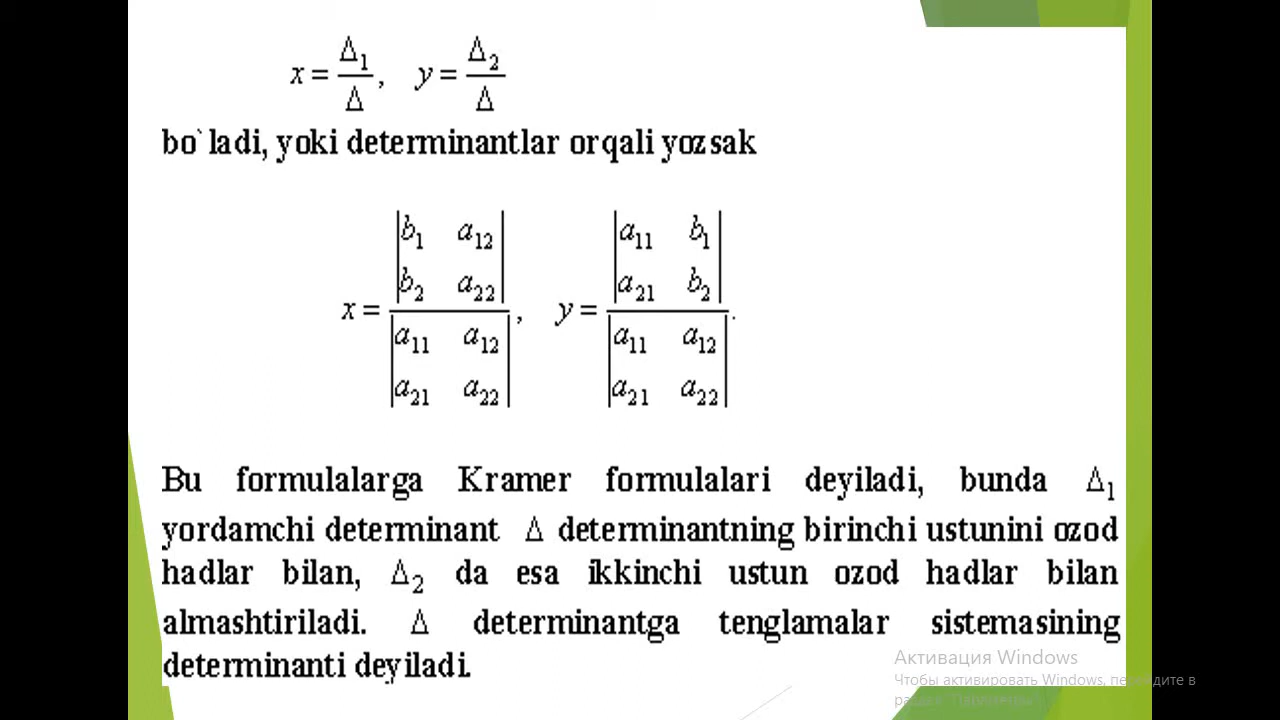 x = Δ₁/Δ, y = Δ₂/Δ
bo` ladi, yoki determinantlar orqali yozsak
x = |b₁ a₁₂; b₂ a₂₂| / |a₁₁ a₁₂; a₂₁ a₂₂|, y = |a₁₁ b₁; a₂₁ b₂| / |a₁₁ a₁₂; a₂₁ a₂₂|.
Bu formulalarga Kramer formulalari deyiladi, bunda Δ₁
yordamchi determinant Δ determinantning birinchi ustunini ozod
hadlar bilan, Δ₂ da esa ikkinchi ustun ozod hadlar bilan
almashtiriladi. Δ determinantga tenglamalar sistemasining
determinanti deyiladi.
Активация Windows
Чтобы активировать Windows, перейдите в
раздел "Параметры".